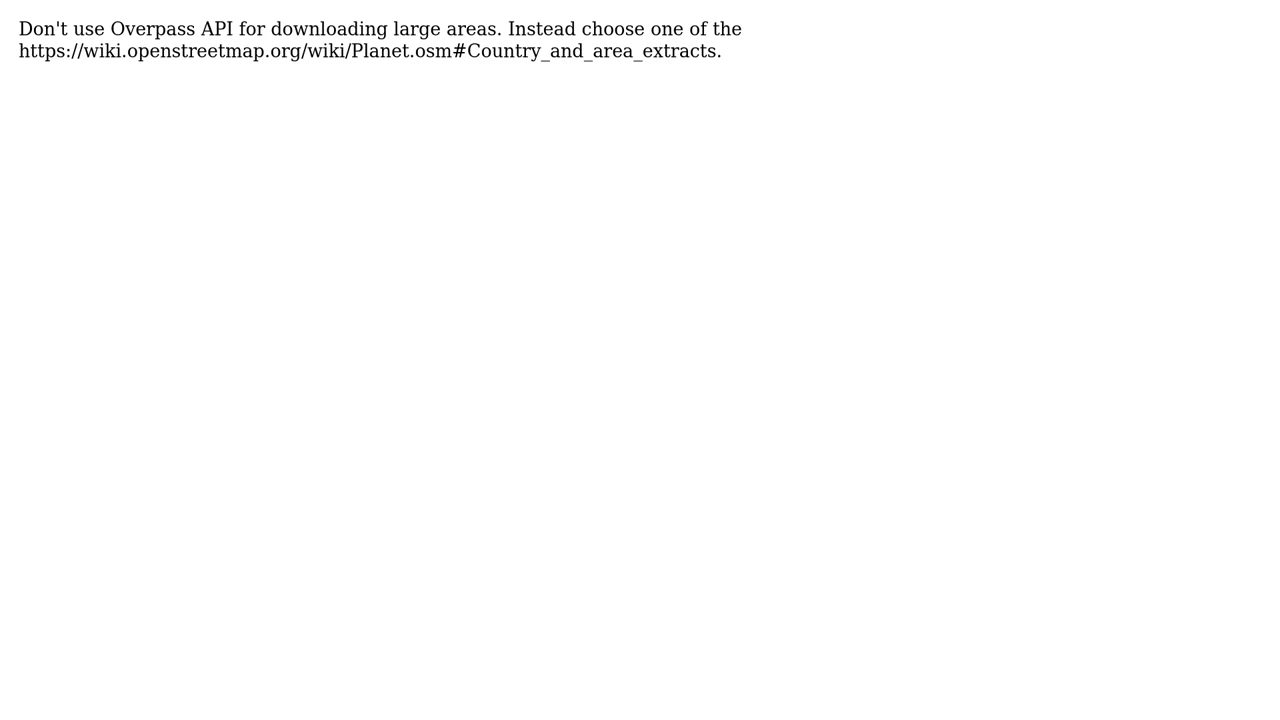 Don't use Overpass API for downloading large areas. Instead choose one of the
https://wiki.openstreetmap.org/wiki/Planet.osm#Country_and_area_extracts.